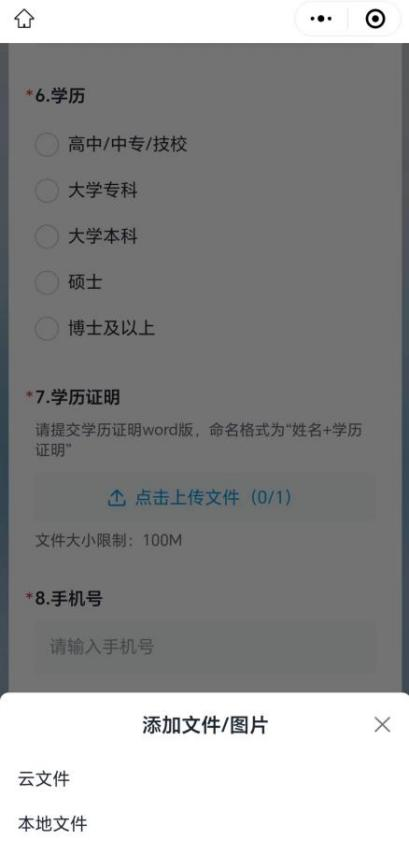 *6.学历
高中/中专/技校
大学专科
大学本科
硕士
博士及以上
*7.学历证明
请提交学历证明word版，命名格式为“姓名+学历
证明”
点击上传文件（0/1）
文件大小限制：100M
*8.手机号
请输入手机号
添加文件/图片
云文件
本地文件